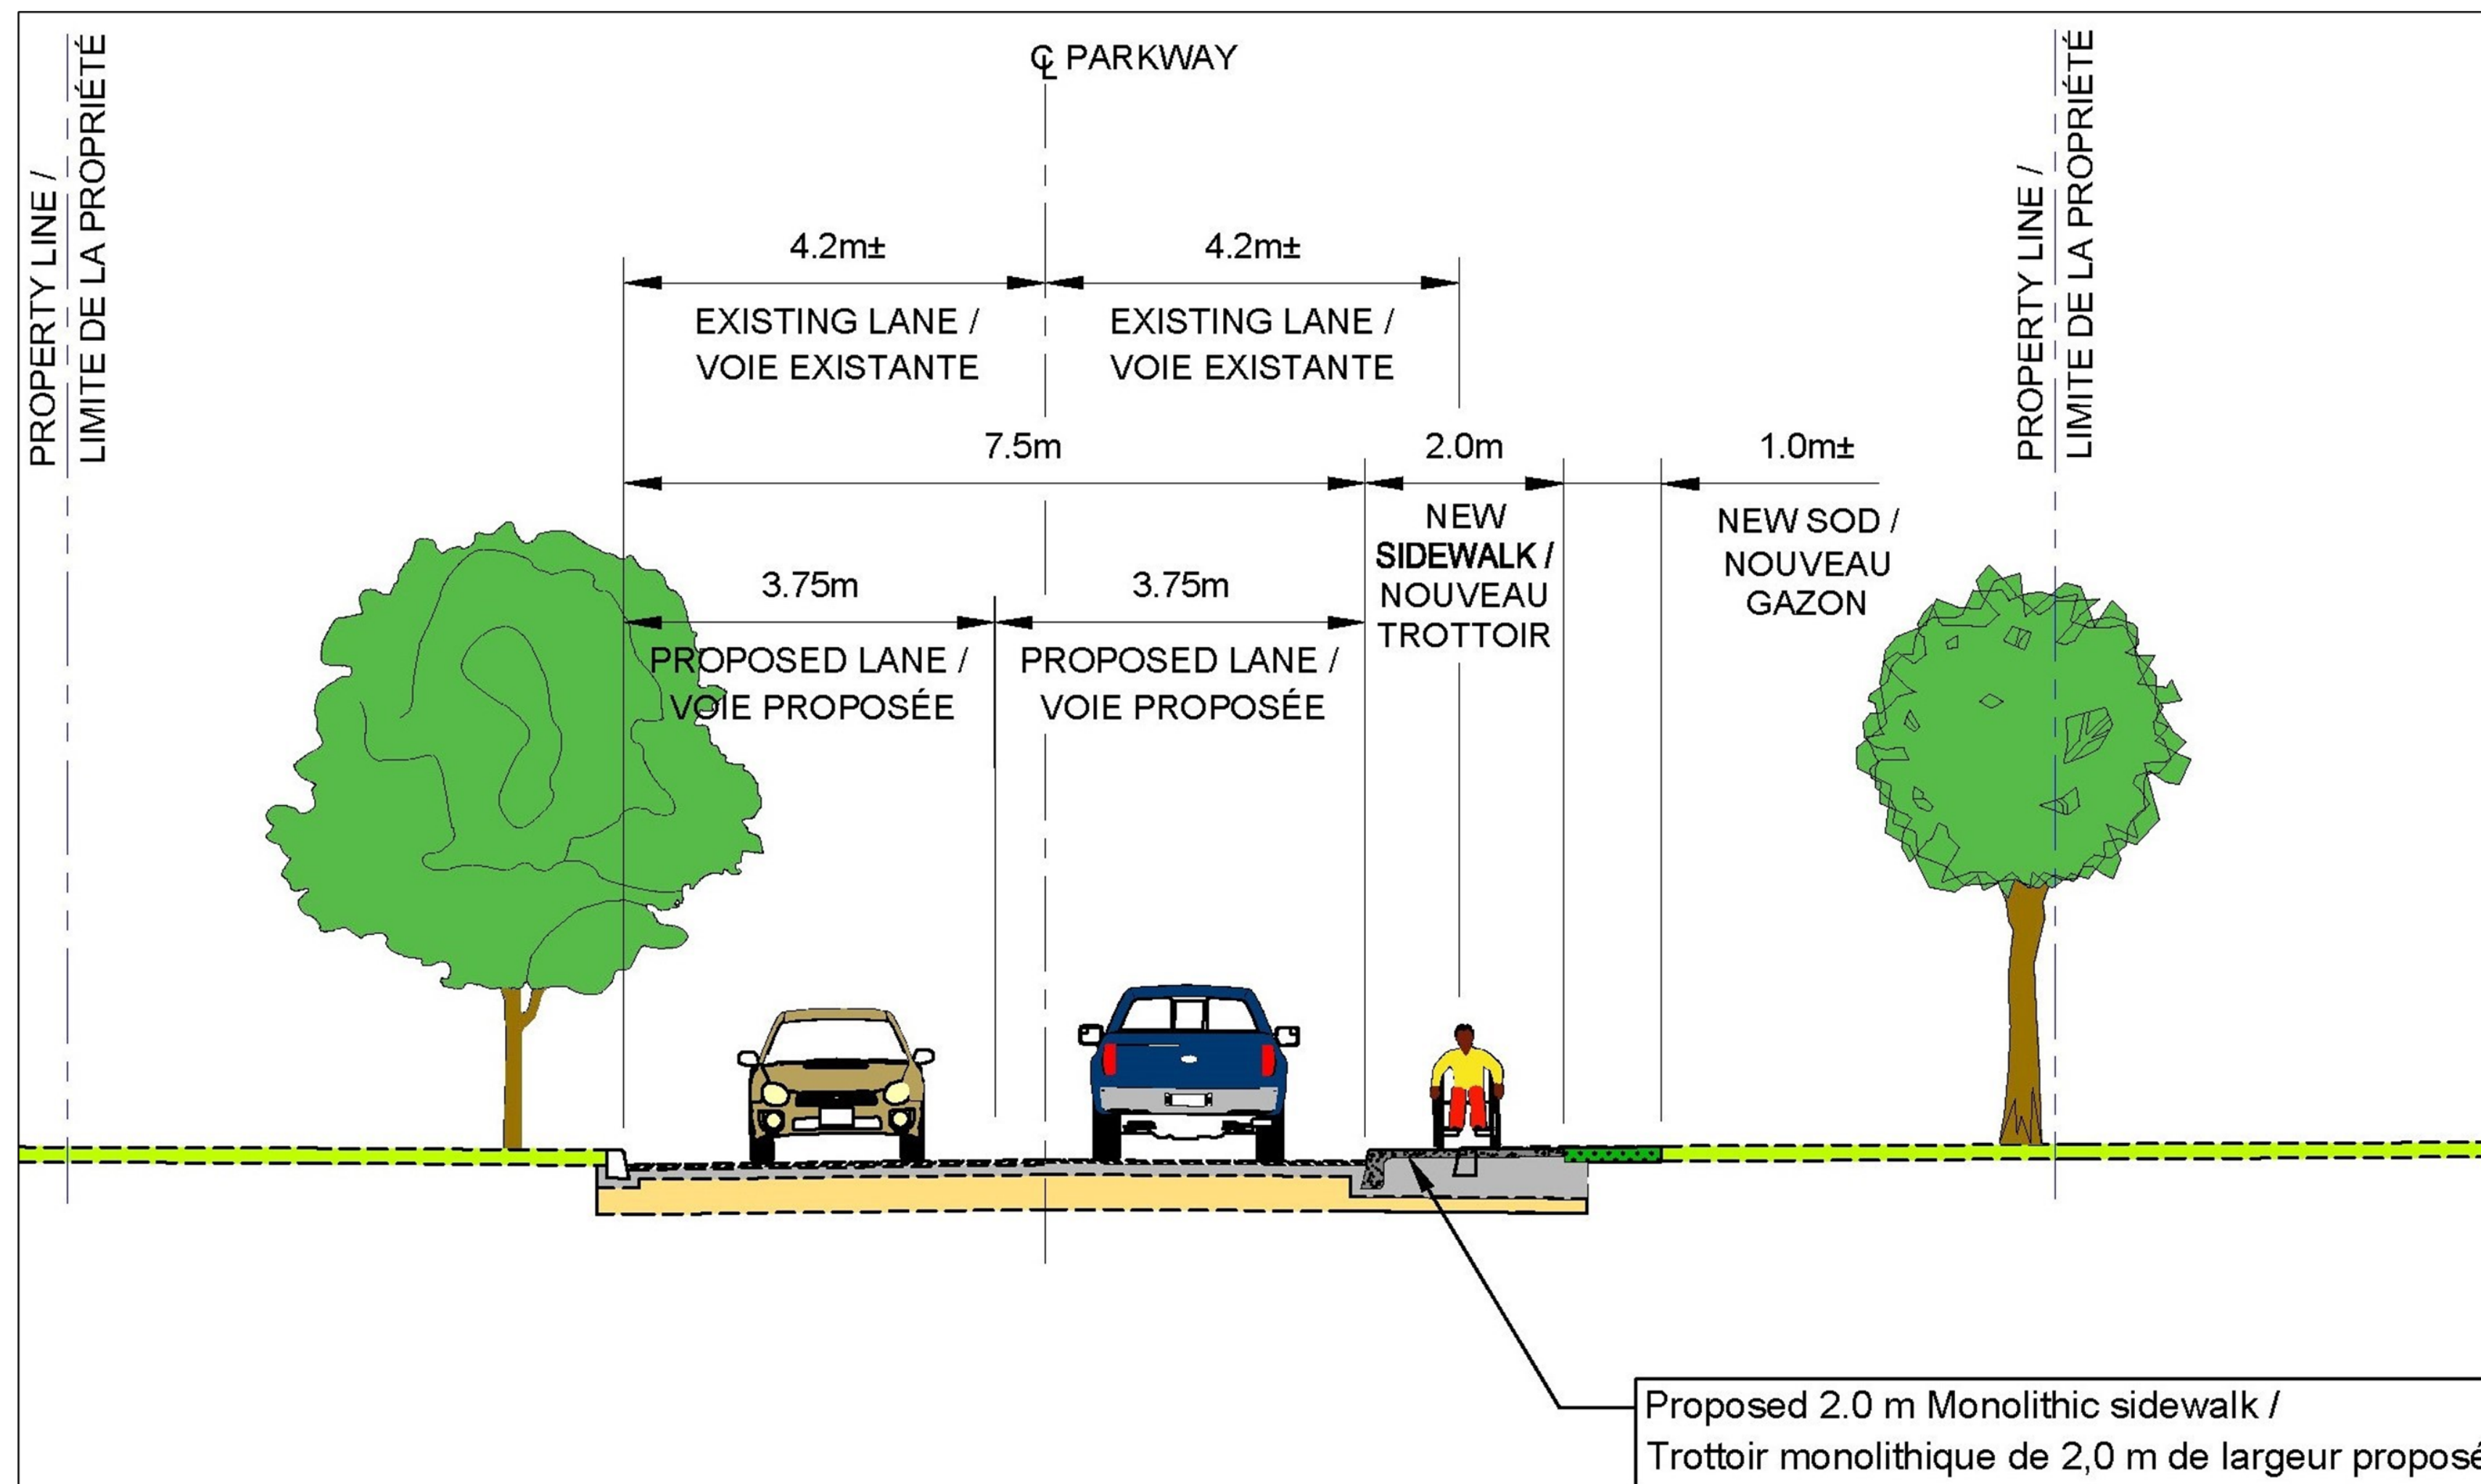 PROPERTY LINE /
LIMITE DE LA PROPRIÉTÉ
℄ PARKWAY
PROPERTY LINE /
LIMITE DE LA PROPRIÉTÉ
4.2m±
EXISTING LANE /
VOIE EXISTANTE
4.2m±
EXISTING LANE /
VOIE EXISTANTE
7.5m
2.0m
NEW
SIDEWALK /
NOUVEAU
TROTTOIR
1.0m±
NEW SOD /
NOUVEAU
GAZON
3.75m
PROPOSED LANE /
VOIE PROPOSÉE
3.75m
PROPOSED LANE /
VOIE PROPOSÉE
Proposed 2.0 m Monolithic sidewalk /
Trottoir monolithique de 2,0 m de largeur proposé